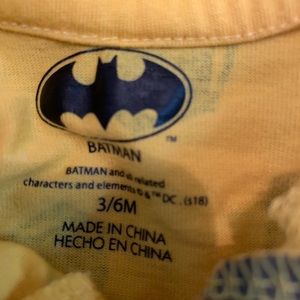 ™
BATMAN
BATMAN and all related
characters and elements © & ™ DC. (s18)
3/6M
MADE IN CHINA
HECHO EN CHINA